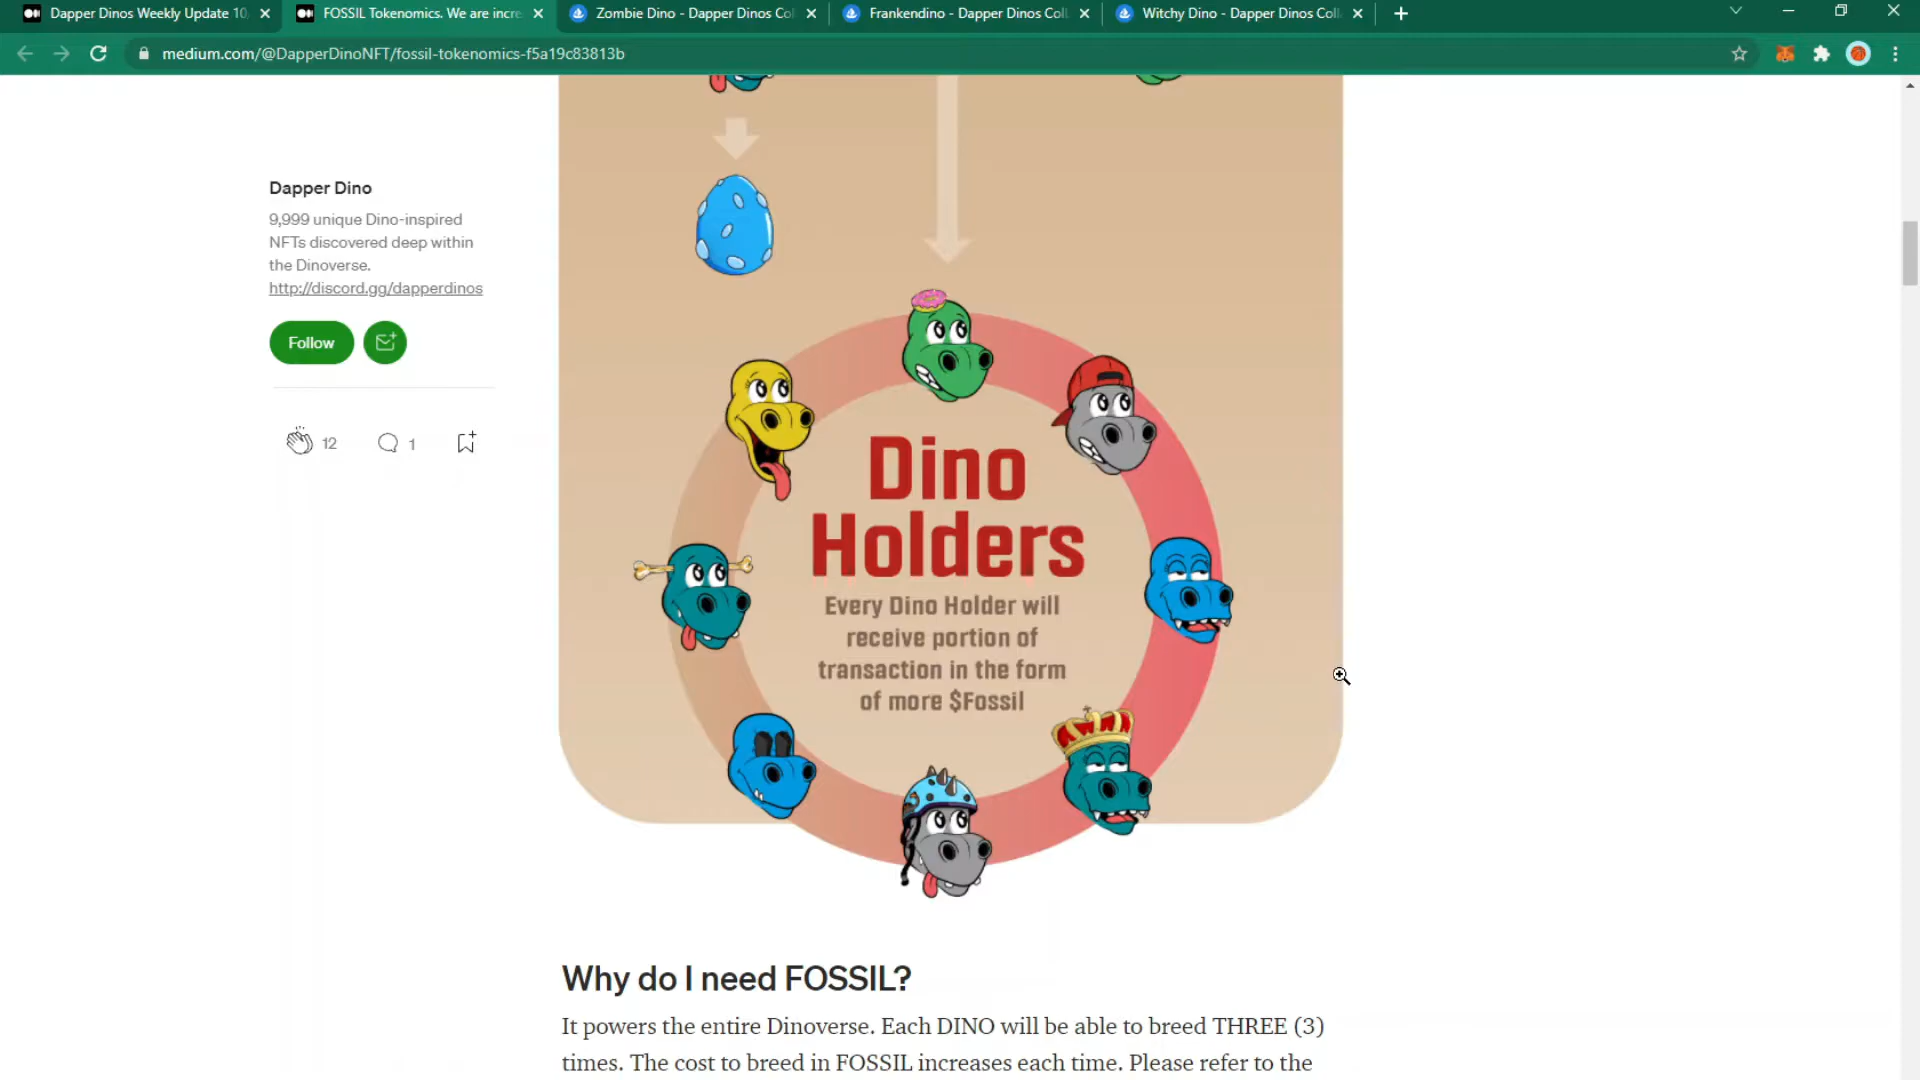 Dapper Dinos Weekly Update 10
FOSSIL Tokenomics. We are incre
Zombie Dino - Dapper Dinos Col
Frankendino - Dapper Dinos Coll
Witchy Dino - Dapper Dinos Coll
medium.com/@DapperDinoNFT/fossil-tokenomics-f5a19c83813b
Dapper Dino
9,999 unique Dino-inspired
NFTs discovered deep within
the Dinoverse.
http://discord.gg/dapperdinos
Follow
12
1
Dino
Holders
Every Dino Holder will
receive portion of
transaction in the form
of more $Fossil
Why do I need FOSSIL?
It powers the entire Dinoverse. Each DINO will be able to breed THREE (3)
times. The cost to breed in FOSSIL increases each time. Please refer to the